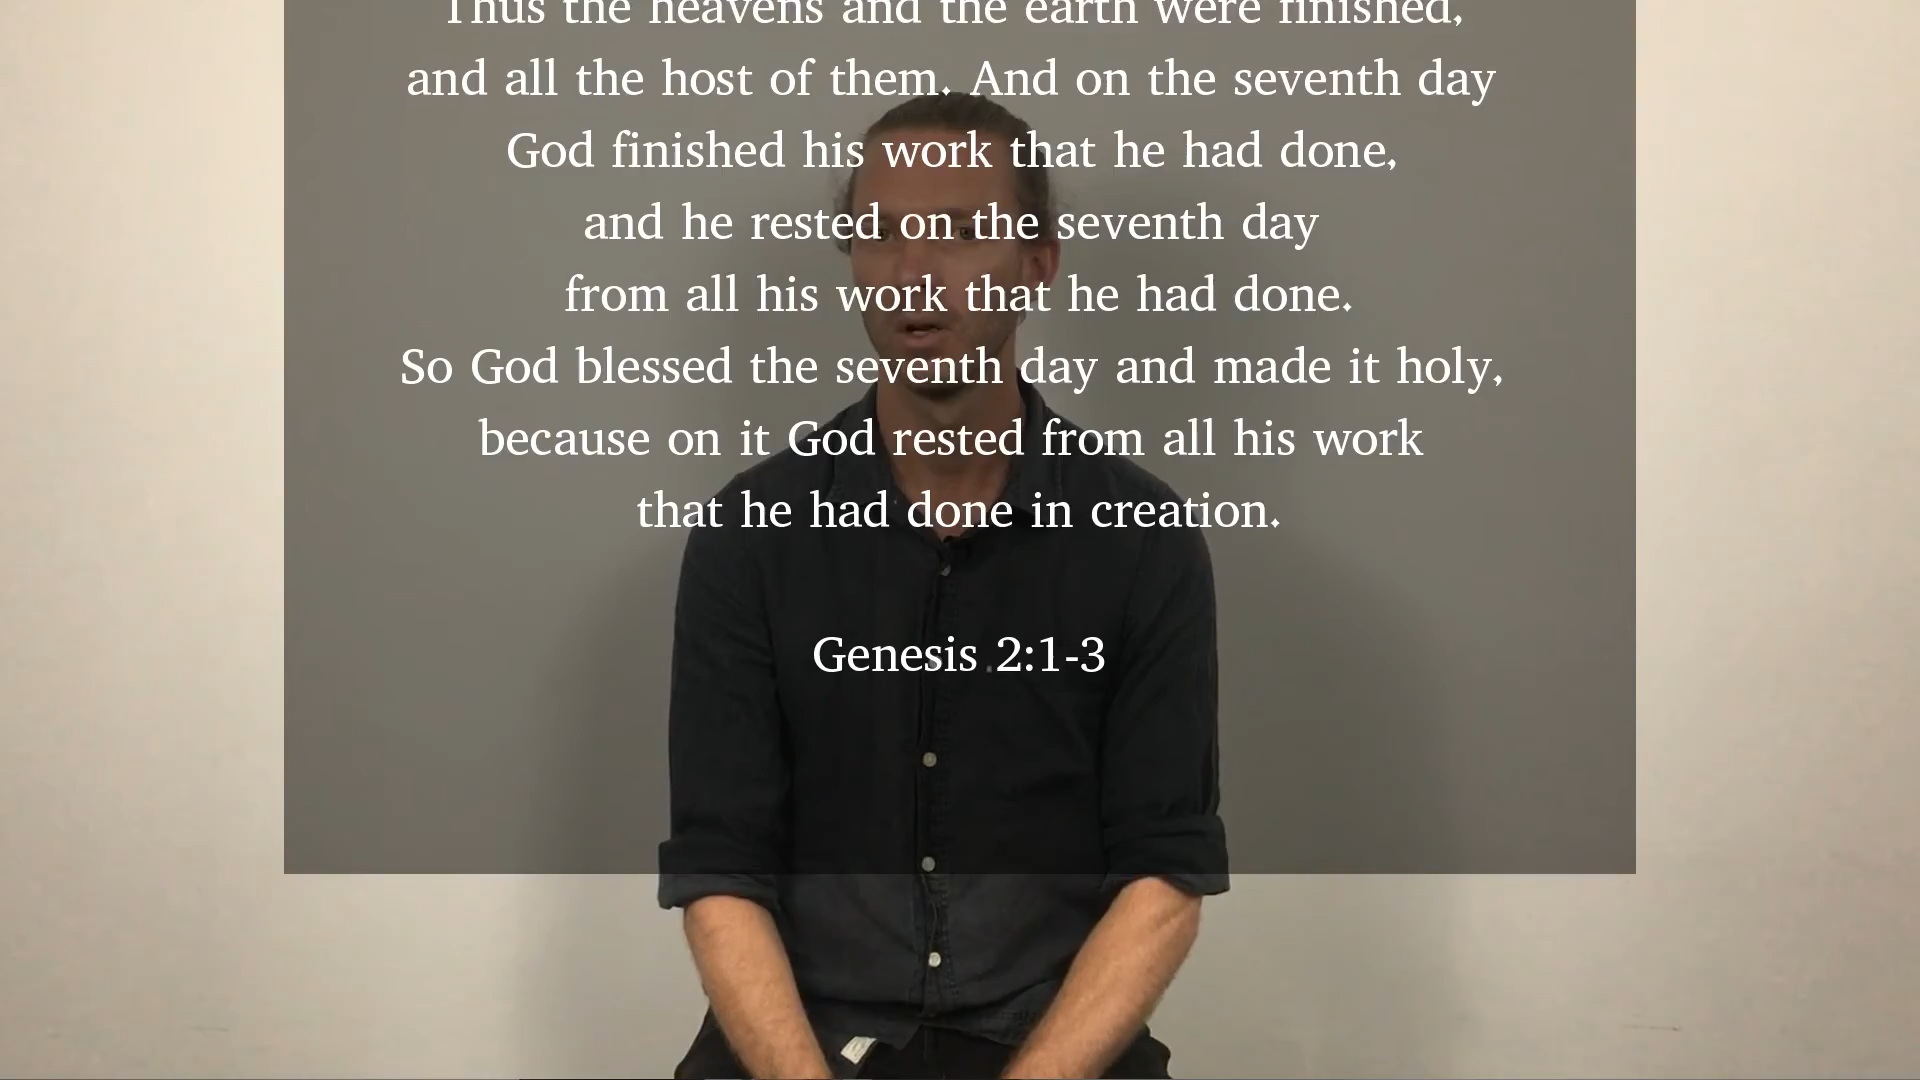 Thus the heavens and the earth were finished,
and all the host of them. And on the seventh day
God finished his work that he had done,
and he rested on the seventh day
from all his work that he had done.
So God blessed the seventh day and made it holy,
because on it God rested from all his work
that he had done in creation.
Genesis 2:1-3